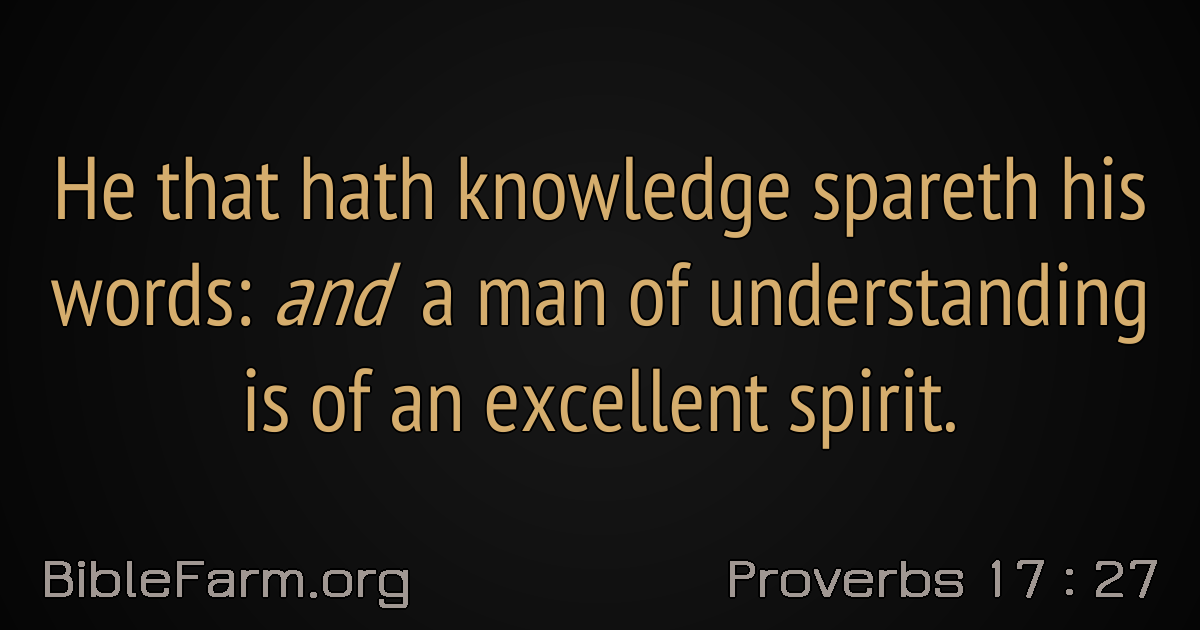 He that hath knowledge spareth his
words: and a man of understanding
is of an excellent spirit.
BibleFarm.org
Proverbs 17 : 27